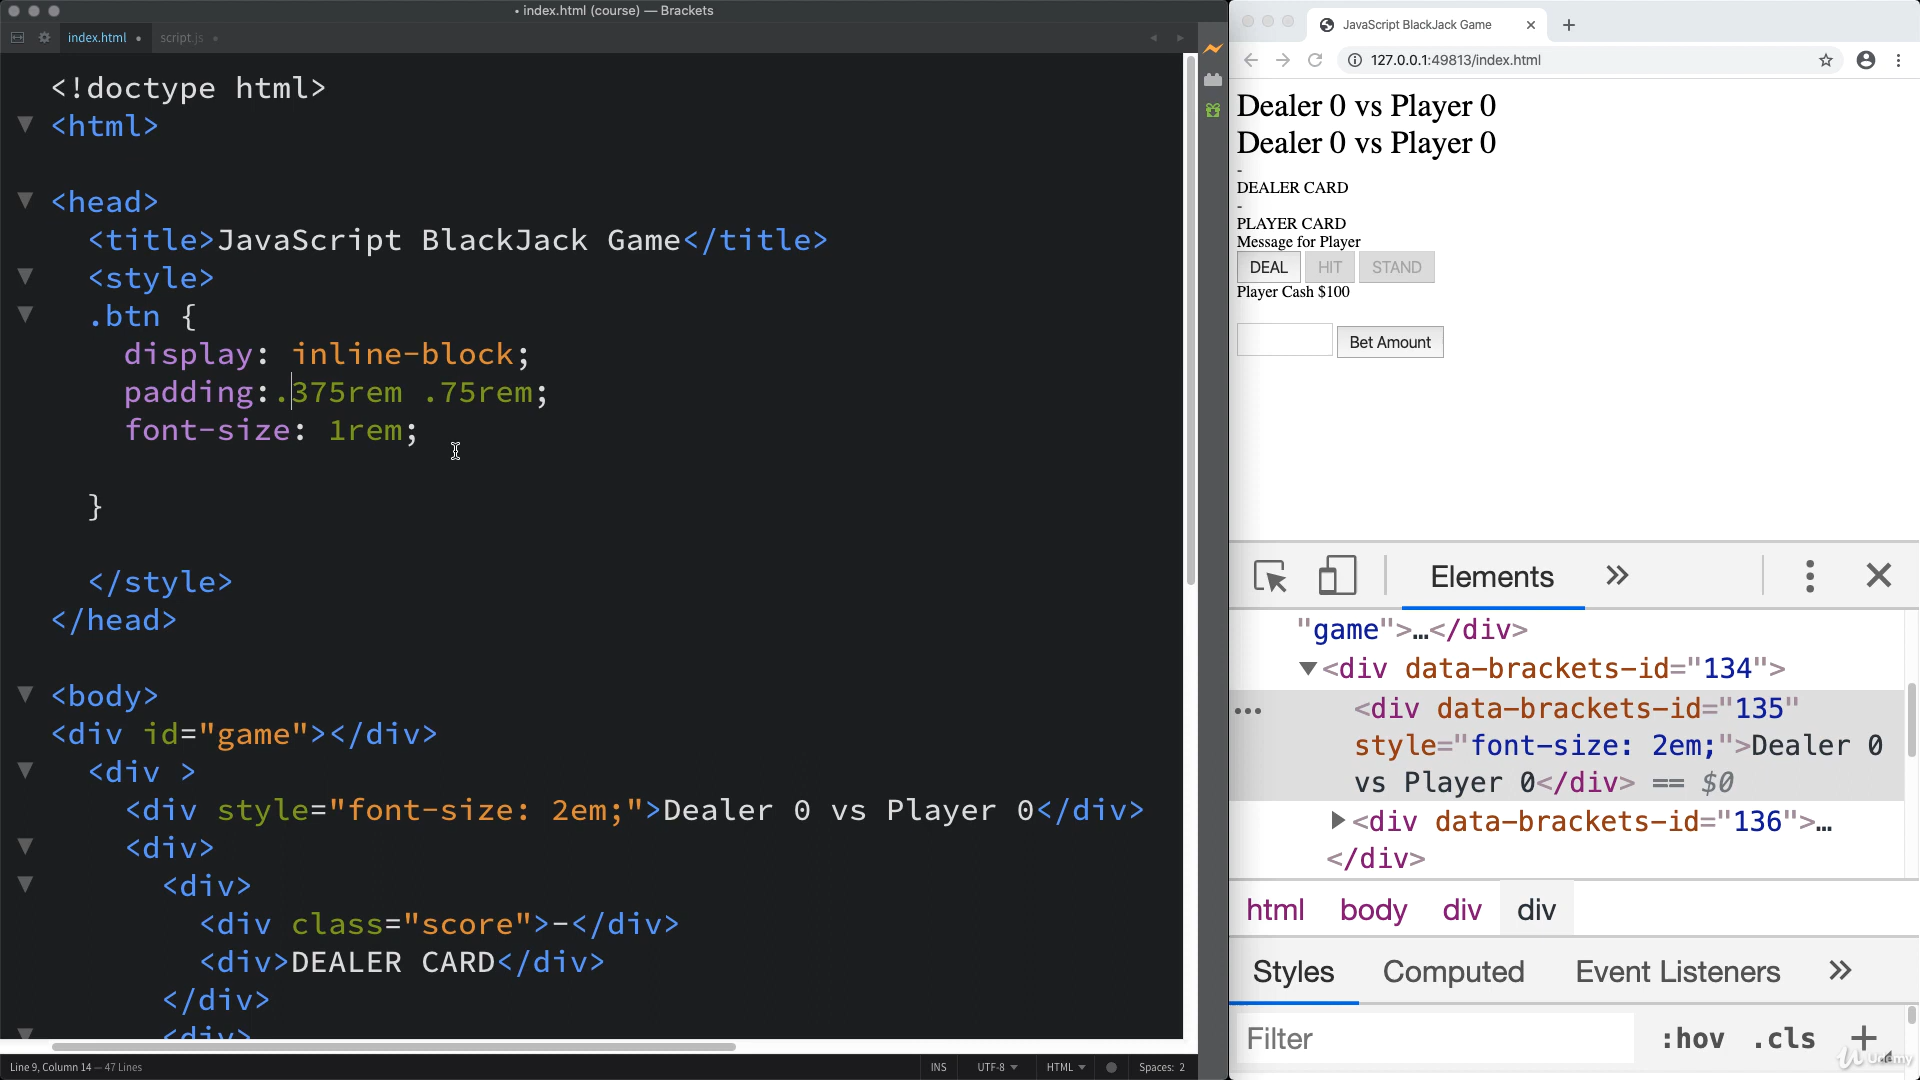 • index.html (course) — Brackets
index.html •
script.js •
<!doctype html>
<html>
<head>
<title>JavaScript BlackJack Game</title>
<style>
.btn {
display: inline-block;
padding:.375rem .75rem;
font-size: 1rem;
}
</style>
</head>
<body>
<div id="game"></div>
<div >
<div style="font-size: 2em;">Dealer 0 vs Player 0</div>
<div>
<div>
<div class="score">-</div>
<div>DEALER CARD</div>
</div>
<div>
Line 9, Column 14 — 47 Lines
INS
UTF-8
HTML
Spaces: 2
JavaScript BlackJack Game
127.0.0.1:49813/index.html
Dealer 0 vs Player 0
Dealer 0 vs Player 0
-
DEALER CARD
-
PLAYER CARD
Message for Player
DEAL HIT STAND
Player Cash $100
Bet Amount
Elements
"game">…</div>
<div data-brackets-id="134">
<div data-brackets-id="135"
style="font-size: 2em;">Dealer 0
vs Player 0</div> == $0
<div data-brackets-id="136">…
</div>
html body div div
Styles Computed Event Listeners
Filter :hov .cls +
Udemy